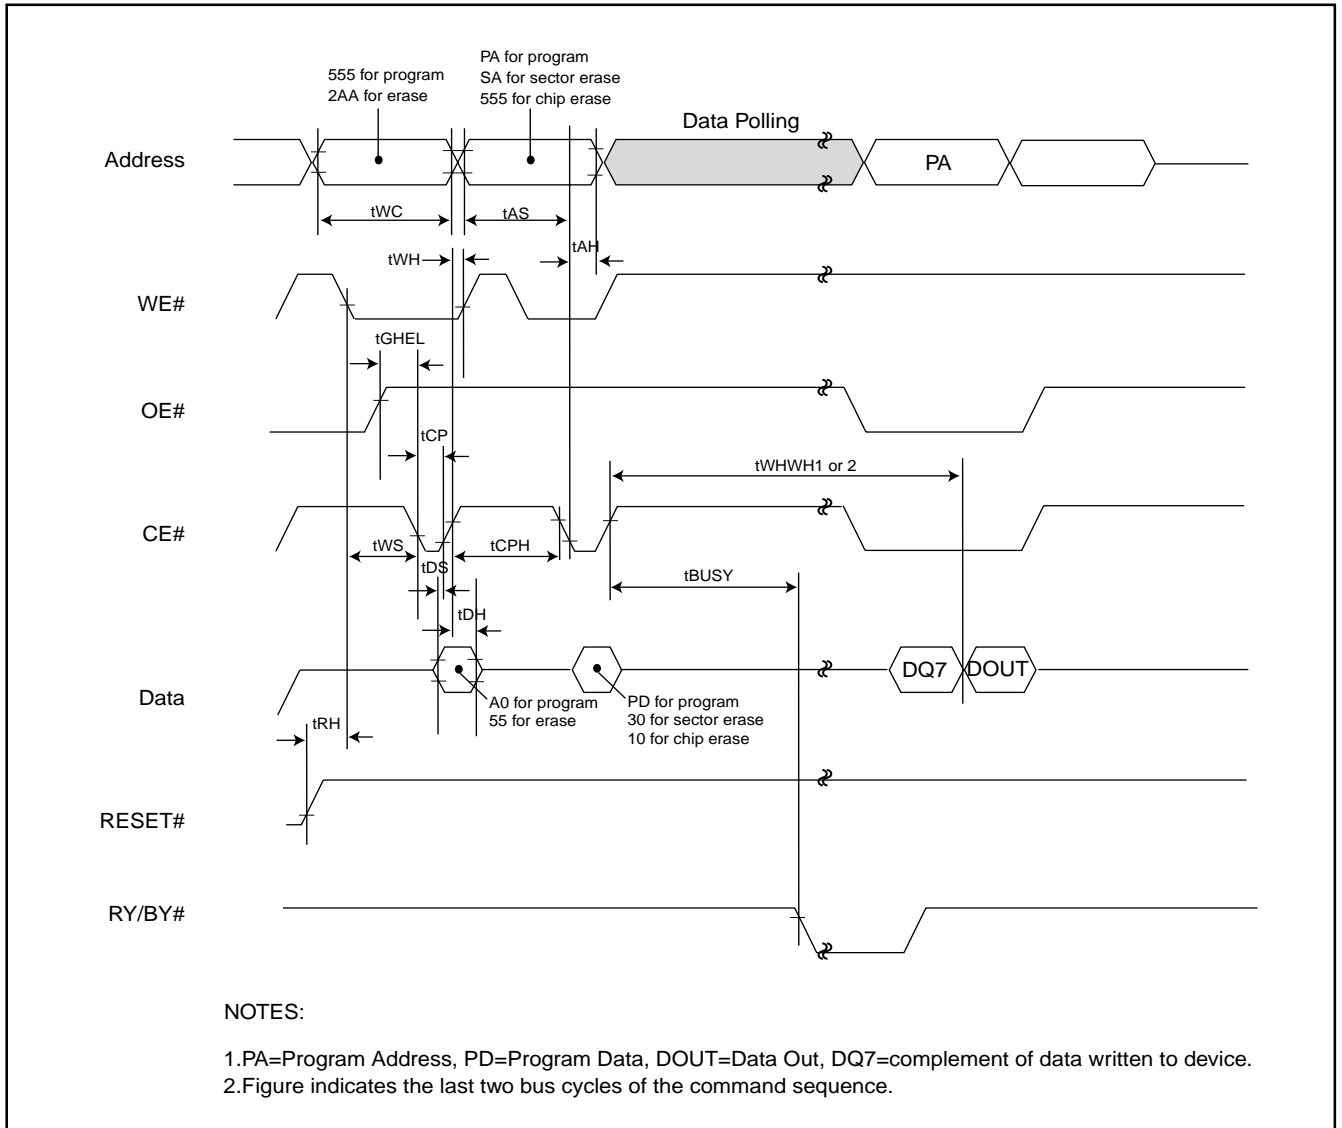 555 for program
2AA for erase
PA for program
SA for sector erase
555 for chip erase
Data Polling
Address
PA
tWC
tAS
tAH
tWH
WE#
tGHEL
OE#
tCP
tWHWH1 or 2
CE#
tWS
tCPH
tDS
tBUSY
tDH
DQ7
DOUT
Data
A0 for program
55 for erase
PD for program
30 for sector erase
10 for chip erase
tRH
RESET#
RY/BY#
NOTES:
1.PA=Program Address, PD=Program Data, DOUT=Data Out, DQ7=complement of data written to device.
2.Figure indicates the last two bus cycles of the command sequence.